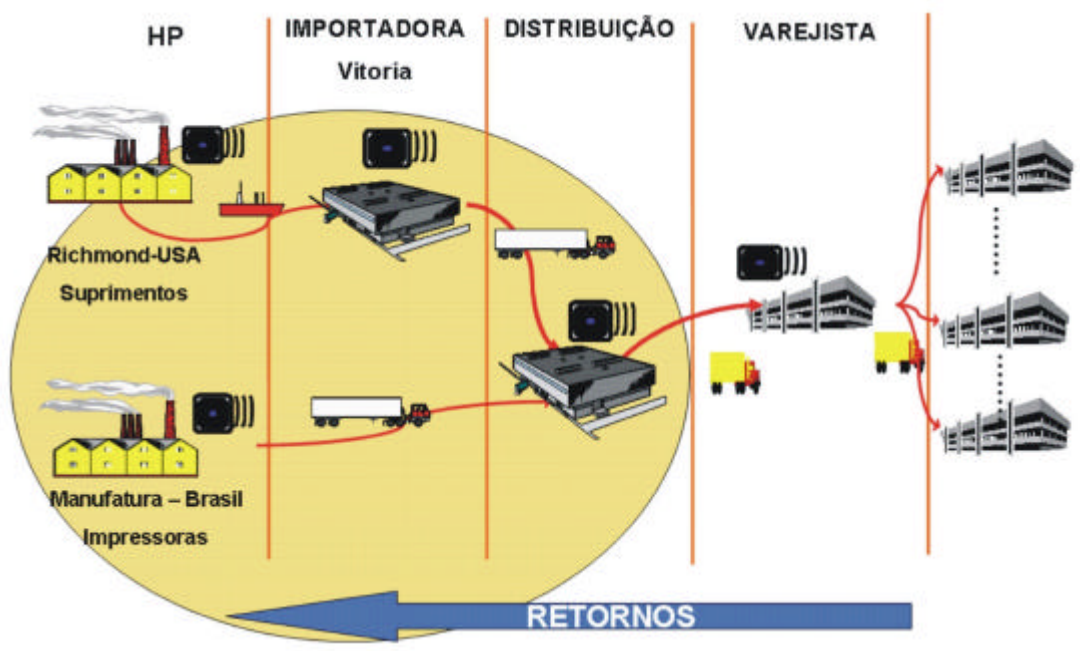 HP
IMPORTADORA
Vitoria
DISTRIBUIÇÃO
VAREJISTA
Richmond-USA
Suprimentos
Manufatura – Brasil
Impressoras
RETORNOS